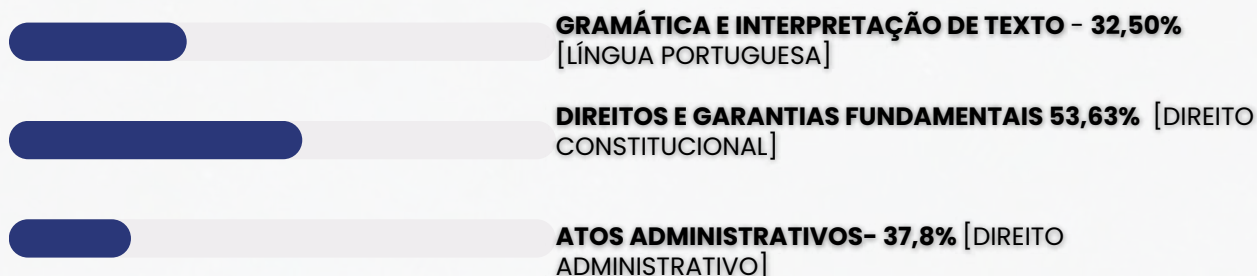 GRAMÁTICA E INTERPRETAÇÃO DE TEXTO - 32,50%
[LÍNGUA PORTUGUESA]
DIREITOS E GARANTIAS FUNDAMENTAIS 53,63% [DIREITO
CONSTITUCIONAL]
ATOS ADMINISTRATIVOS- 37,8% [DIREITO
ADMINISTRATIVO]